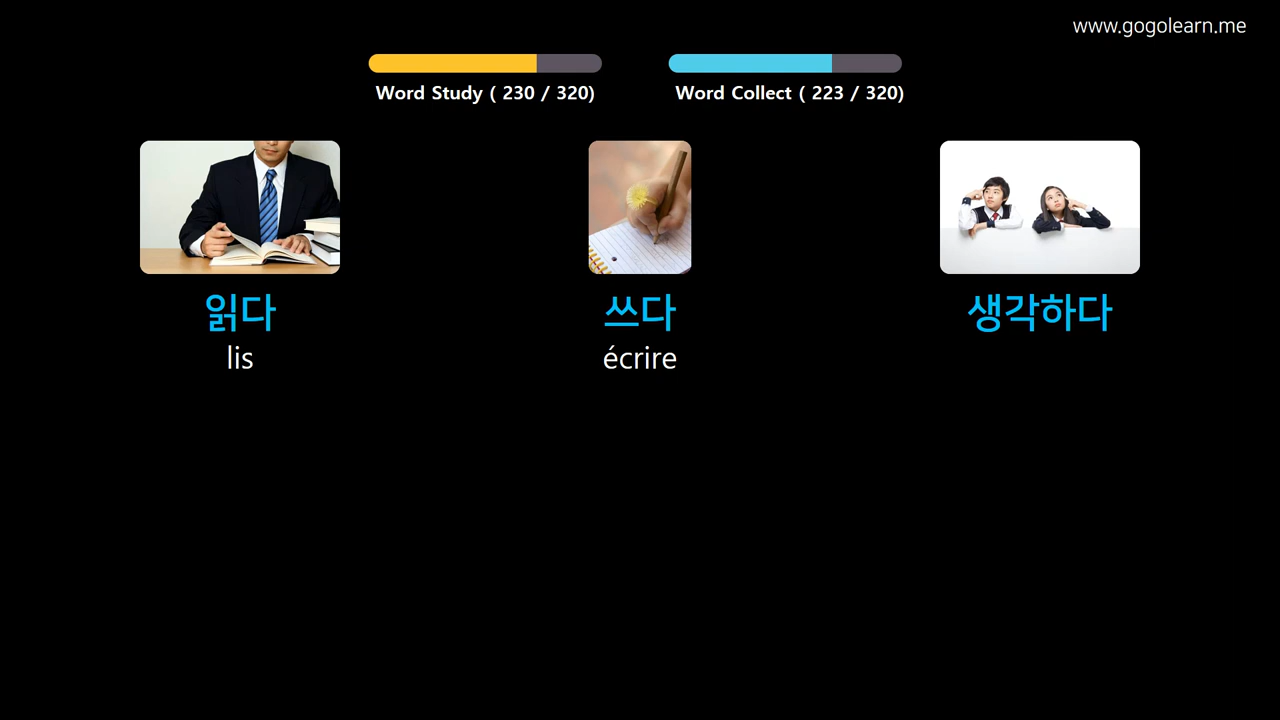 www.gogolearn.me
Word Study ( 230 / 320)
Word Collect ( 223 / 320)
읽다
쓰다
생각하다
lis
écrire